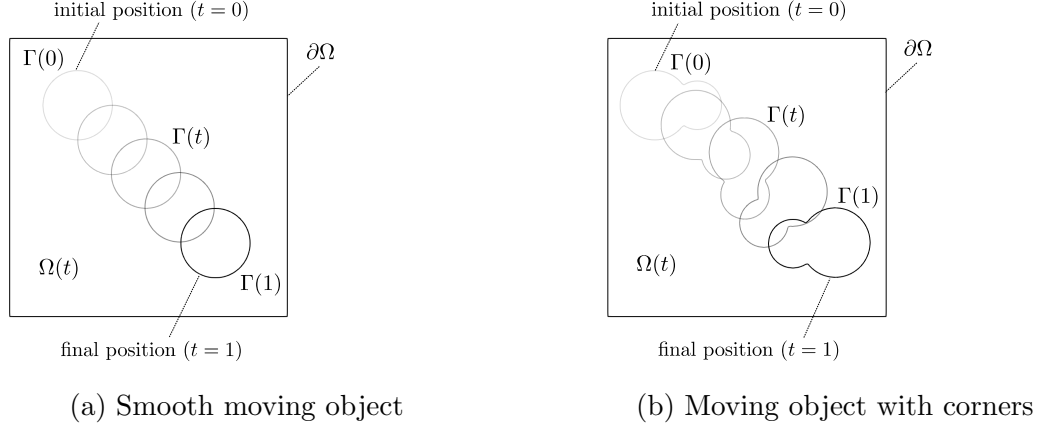 initial position (t = 0)
Γ(0)
∂Ω
Γ(t)
Ω(t)
Γ(1)
final position (t = 1)
(a) Smooth moving object
initial position (t = 0)
Γ(0)
∂Ω
Γ(t)
Γ(1)
Ω(t)
final position (t = 1)
(b) Moving object with corners